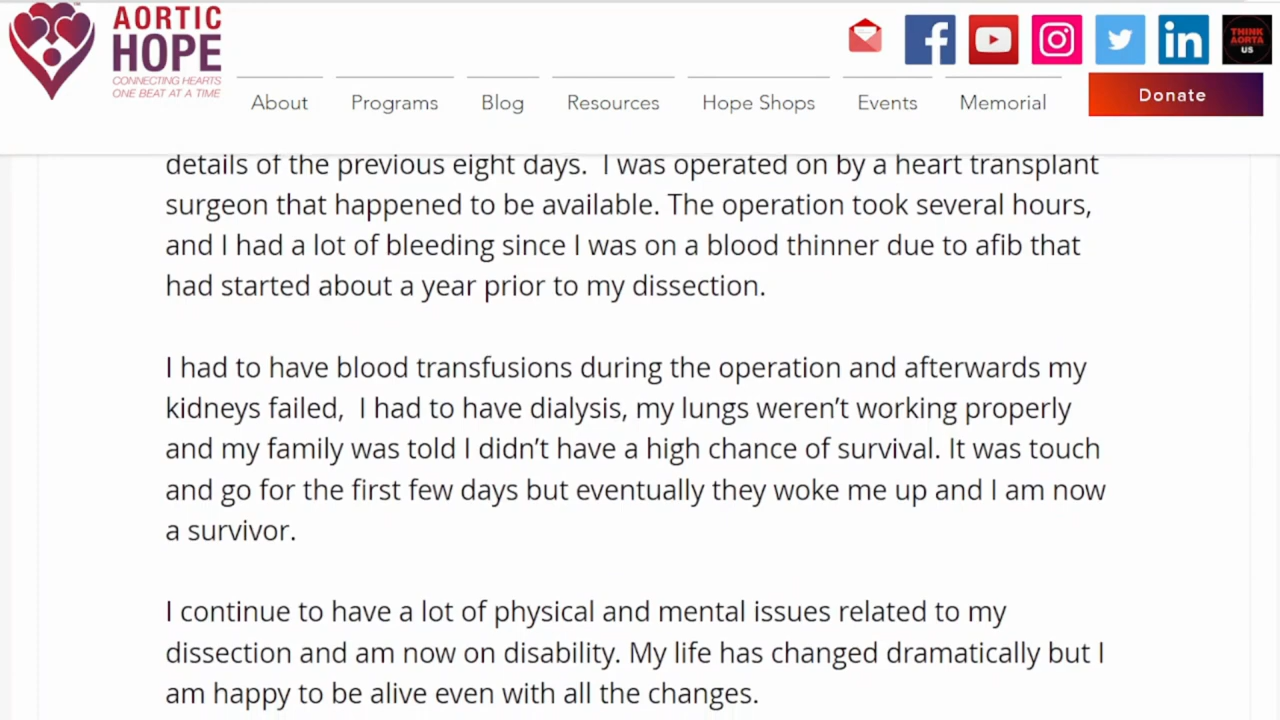 AORTIC
HOPE
CONNECTING HEARTS
ONE BEAT AT A TIME
THINK
AORTA
US
About Programs Blog Resources Hope Shops Events Memorial Donate
details of the previous eight days.  I was operated on by a heart transplant
surgeon that happened to be available. The operation took several hours,
and I had a lot of bleeding since I was on a blood thinner due to afib that
had started about a year prior to my dissection.
I had to have blood transfusions during the operation and afterwards my
kidneys failed,  I had to have dialysis, my lungs weren’t working properly
and my family was told I didn’t have a high chance of survival. It was touch
and go for the first few days but eventually they woke me up and I am now
a survivor.
I continue to have a lot of physical and mental issues related to my
dissection and am now on disability. My life has changed dramatically but I
am happy to be alive even with all the changes.